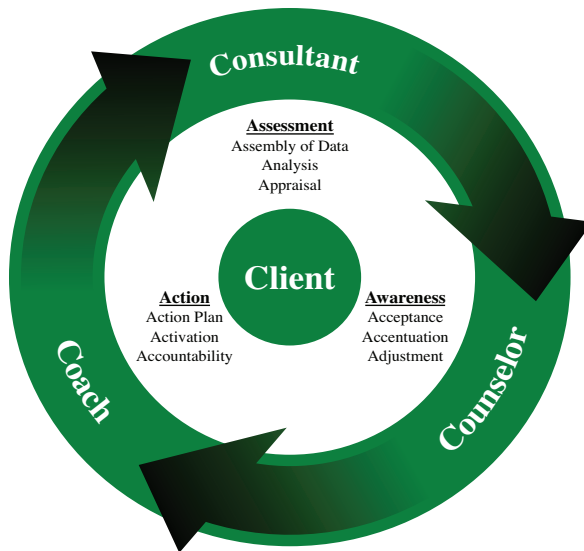 Consultant
Assessment
Assembly of Data
Analysis
Appraisal
Client
Action
Action Plan
Activation
Accountability
Awareness
Acceptance
Accentuation
Adjustment
Coach
Counselor